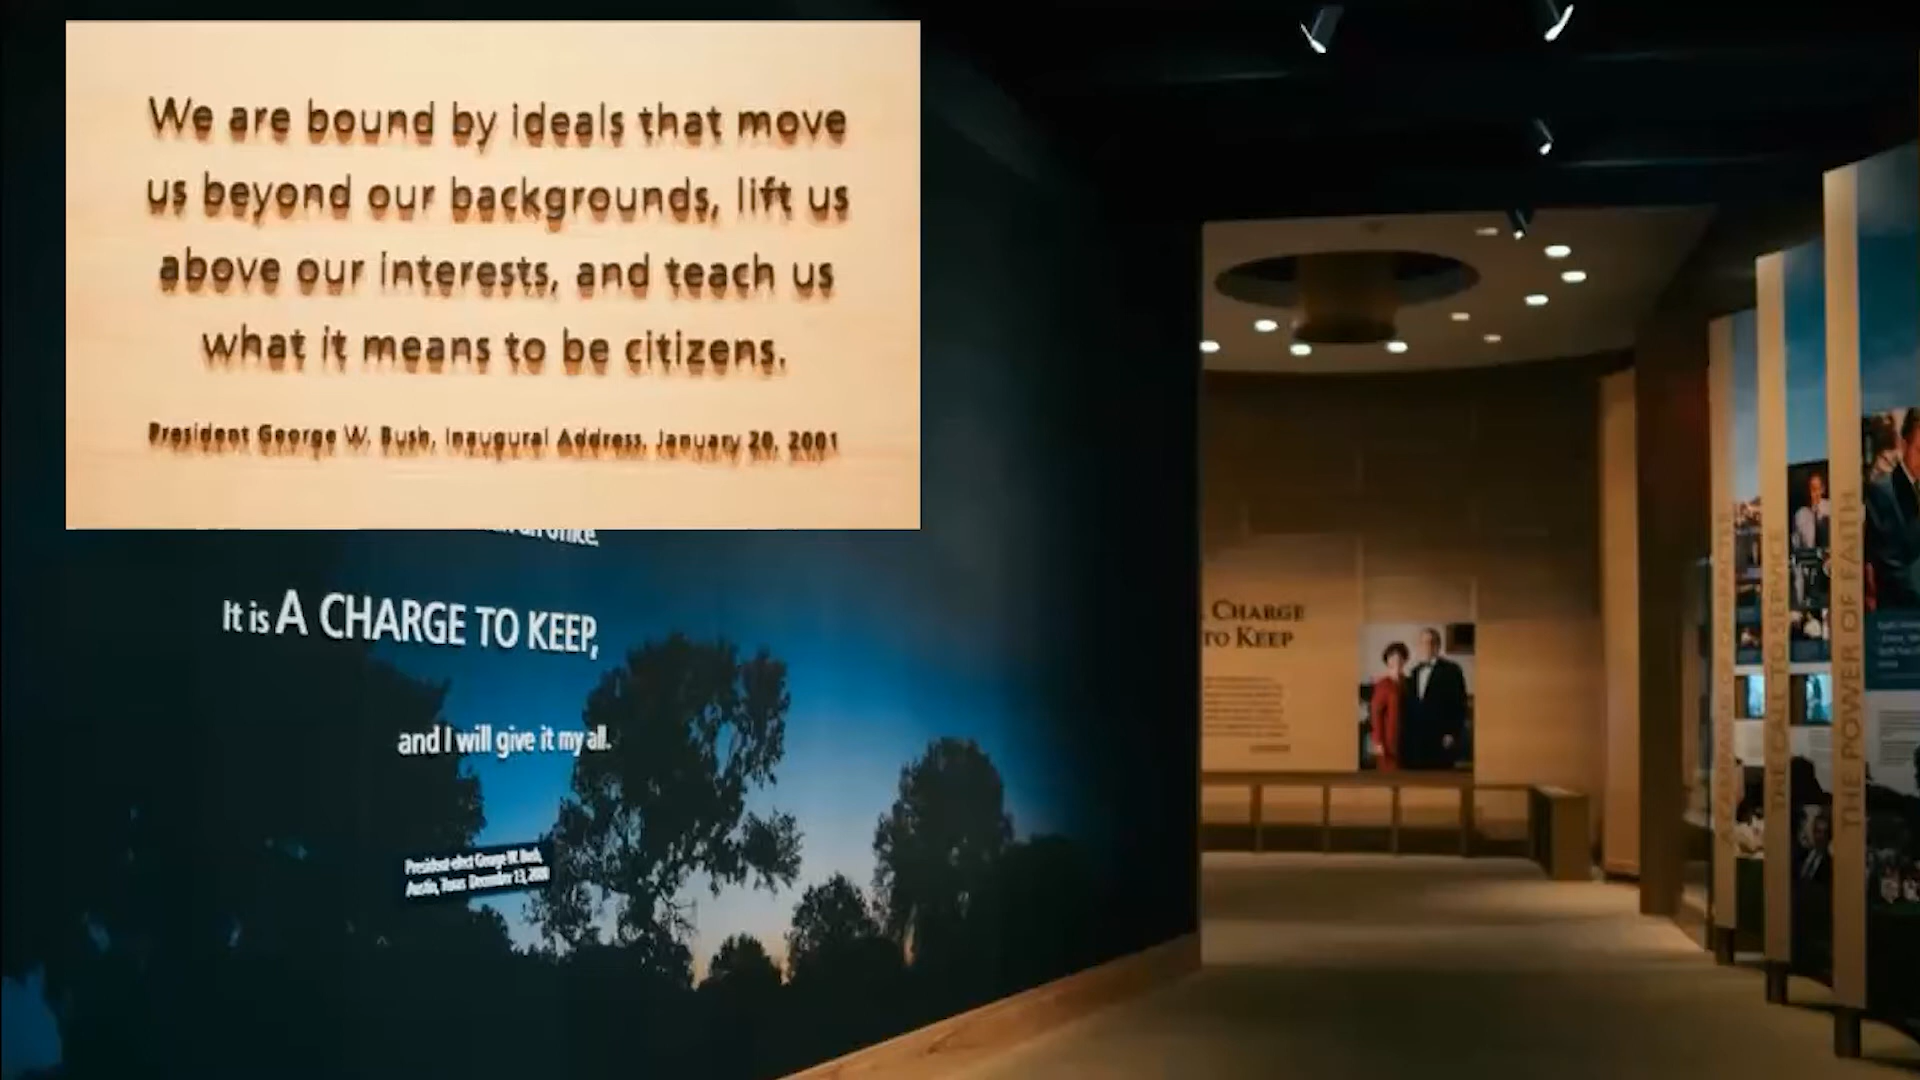 We are bound by ideals that move
us beyond our backgrounds, lift us
above our interests, and teach us
what it means to be citizens.
President George W. Bush, Inaugural Address, January 20, 2001
office.
It is A CHARGE TO KEEP,
and I will give it my all.
President-elect George W. Bush,
Austin, Texas December 13, 2000
CHARGE
TO KEEP
THE CALL TO SERVICE
THE POWER OF FAITH